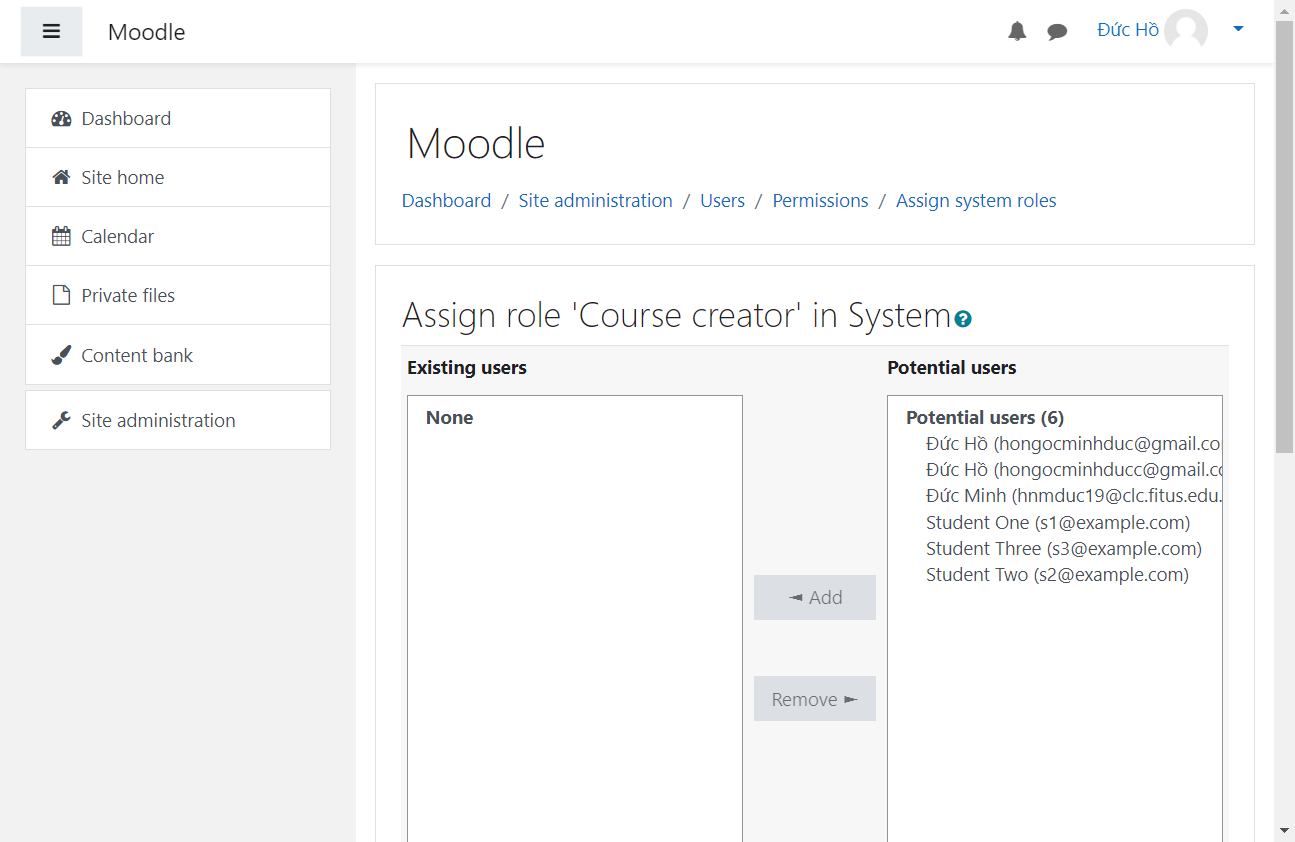 Moodle
Đức Hồ
Dashboard
Site home
Calendar
Private files
Content bank
Site administration
Moodle
Dashboard / Site administration / Users / Permissions / Assign system roles
Assign role 'Course creator' in System
Existing users
None
◄ Add
Remove ►
Potential users
Potential users (6)
Đức Hồ (hongocminhduc@gmail.co
Đức Hồ (hongocminhducc@gmail.c
Đức Minh (hnmduc19@clc.fitus.edu.
Student One (s1@example.com)
Student Three (s3@example.com)
Student Two (s2@example.com)